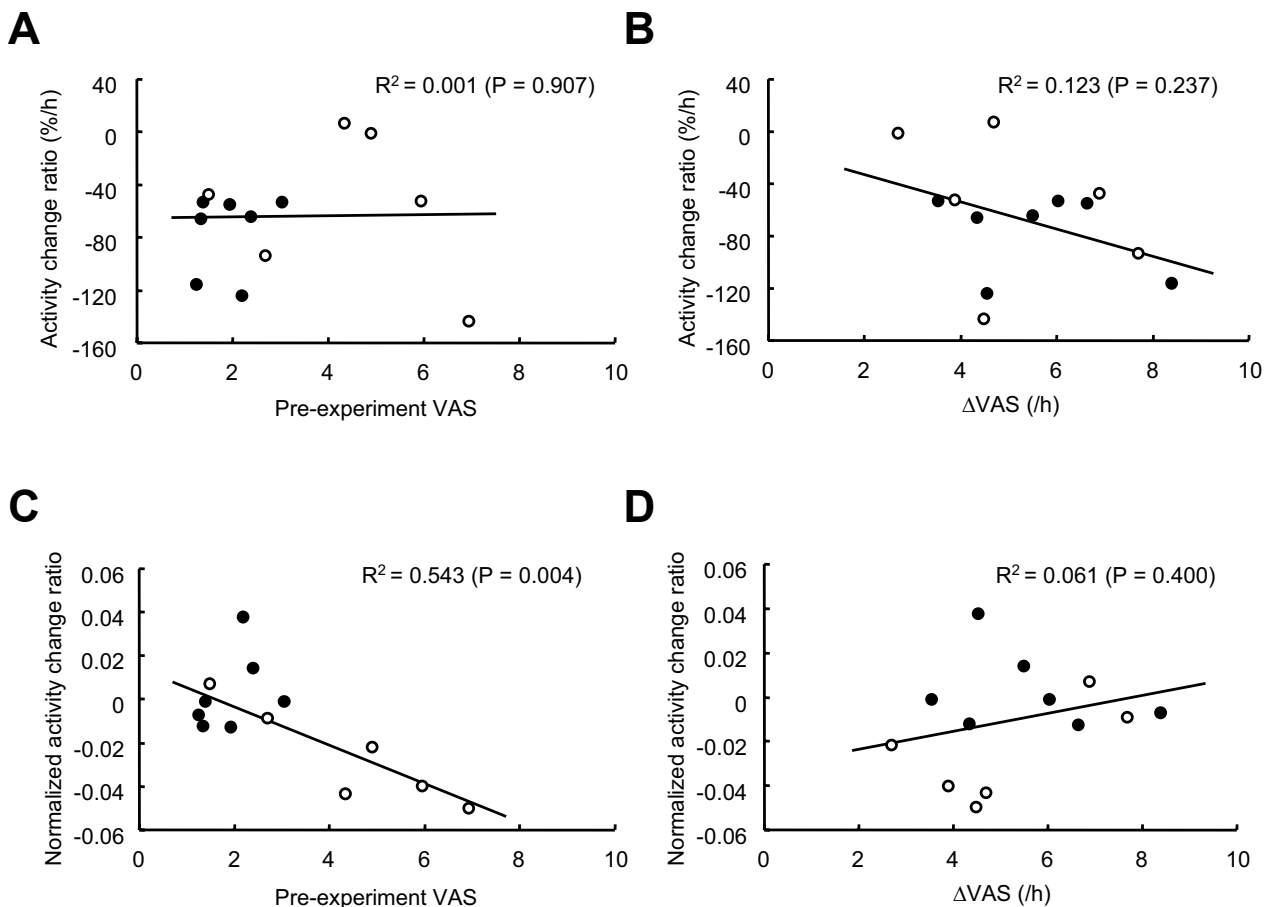 A
R² = 0.001 (P = 0.907)
Activity change ratio (%/h)
40
0
-40
-80
-120
-160
0 2 4 6 8 10
Pre-experiment VAS
B
R² = 0.123 (P = 0.237)
Activity change ratio (%/h)
40
0
-40
-80
-120
-160
0 2 4 6 8 10
ΔVAS (/h)
C
R² = 0.543 (P = 0.004)
Normalized activity change ratio
0.06
0.04
0.02
0
-0.02
-0.04
-0.06
0 2 4 6 8 10
Pre-experiment VAS
D
R² = 0.061 (P = 0.400)
Normalized activity change ratio
0.06
0.04
0.02
0
-0.02
-0.04
-0.06
0 2 4 6 8 10
ΔVAS (/h)